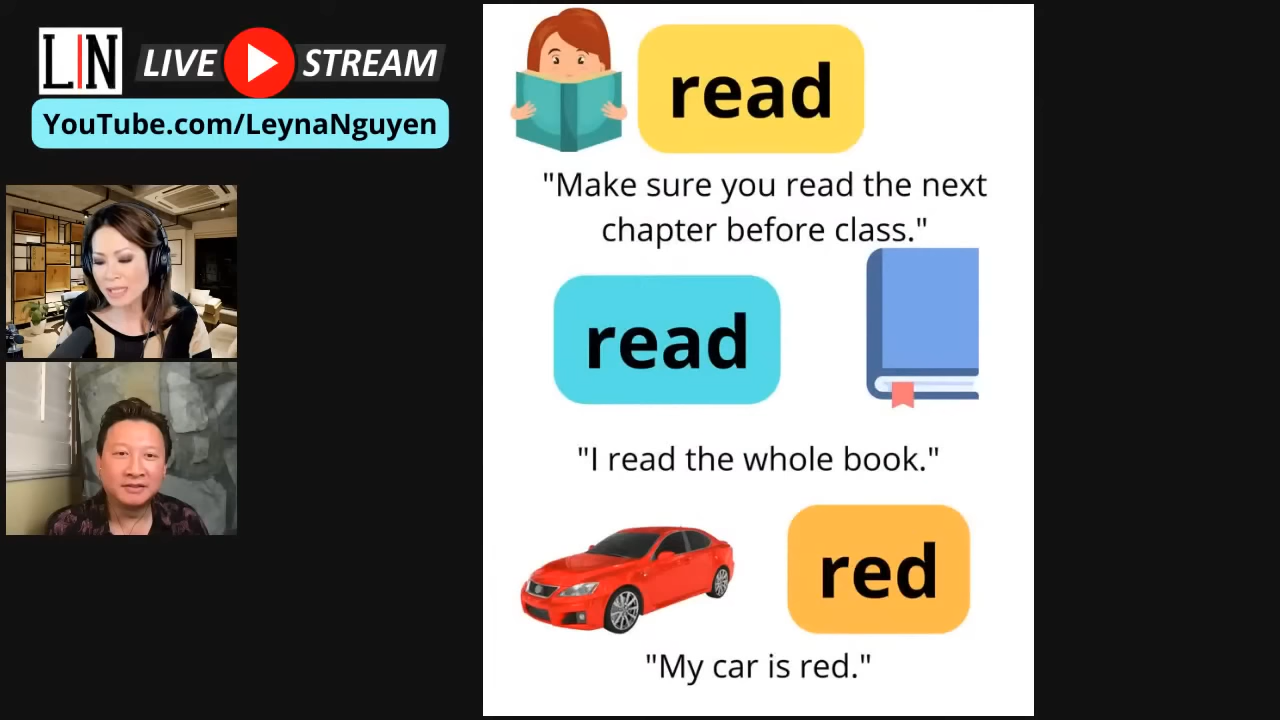 LIN LIVE STREAM
YouTube.com/LeynaNguyen
read
"Make sure you read the next
chapter before class."
read
"I read the whole book."
red
"My car is red."